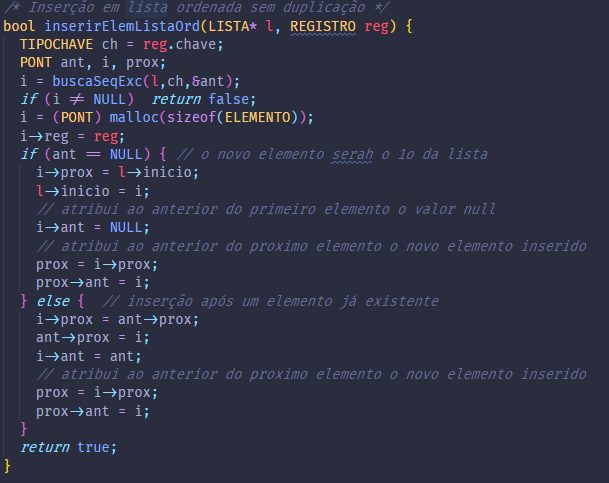 /* Inserção em lista ordenada sem duplicação */
bool inserirElemListaOrd(LISTA* l, REGISTRO reg) {
  TIPOCHAVE ch = reg.chave;
  PONT ant, i, prox;
  i = buscaSeqExc(l,ch,&ant);
  if (i != NULL)  return false;
  i = (PONT) malloc(sizeof(ELEMENTO));
  i->reg = reg;
  if (ant == NULL) { // o novo elemento serah o 1o da lista
    i->prox = l->inicio;
    l->inicio = i;
    // atribui ao anterior do primeiro elemento o valor null
    i->ant = NULL;
    // atribui ao anterior do proximo elemento o novo elemento inserido
    prox = i->prox;
    prox->ant = i;
  } else {  // inserção após um elemento já existente
    i->prox = ant->prox;
    ant->prox = i;
    i->ant = ant;
    // atribui ao anterior do proximo elemento o novo elemento inserido
    prox = i->prox;
    prox->ant = i;
  }
  return true;
}